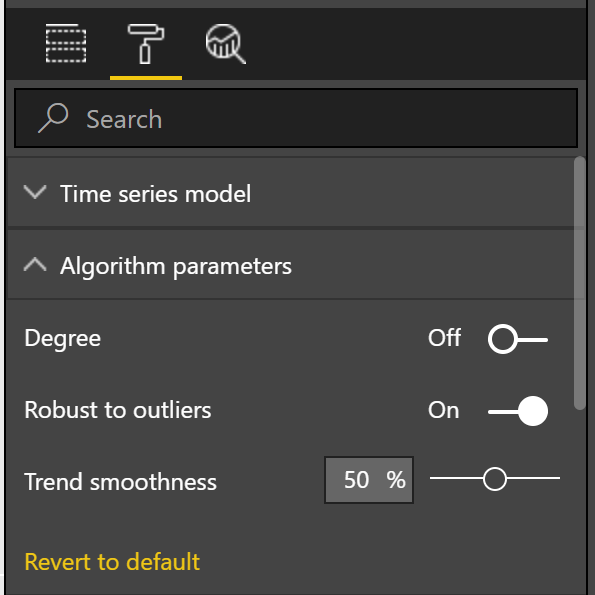 Search
Time series model
Algorithm parameters
Degree Off
Robust to outliers On
Trend smoothness 50 %
Revert to default